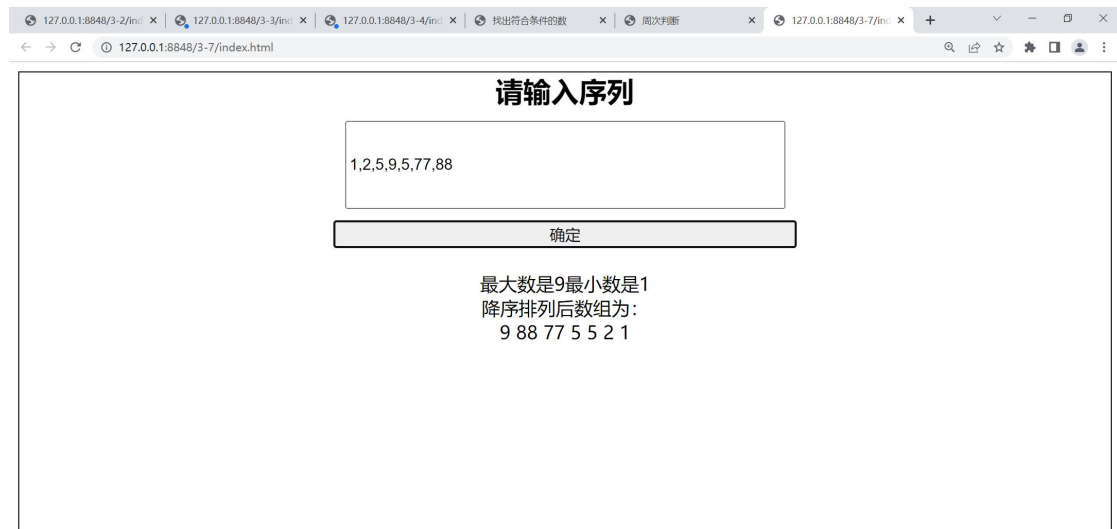 127.0.0.1:8848/3-2/ind
127.0.0.1:8848/3-3/ind
127.0.0.1:8848/3-4/ind
找出符合条件的数
周次判断
127.0.0.1:8848/3-7/ind
127.0.0.1:8848/3-7/index.html
请输入序列
1,2,5,9,5,77,88
确定
最大数是9最小数是1
降序排列后数组为：
9 88 77 5 5 2 1